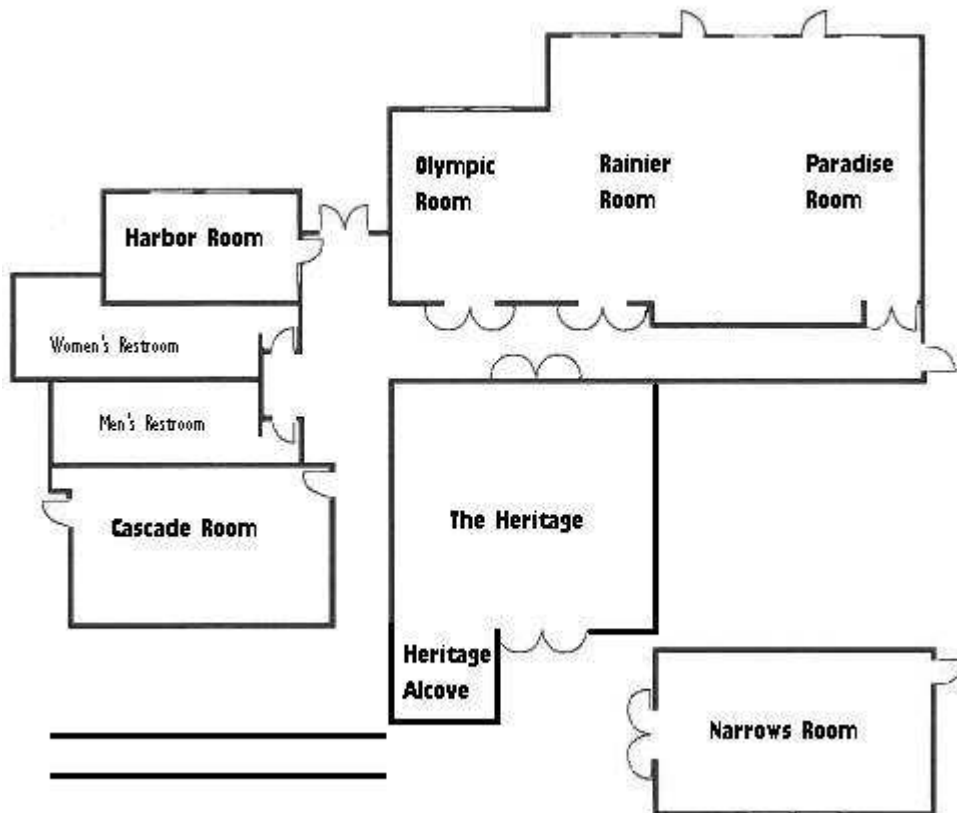 Olympic
Room
Rainier
Room
Paradise
Room
Harbor Room
Women's Restroom
Men's Restroom
Cascade Room
The Heritage
Heritage
Alcove
Narrows Room